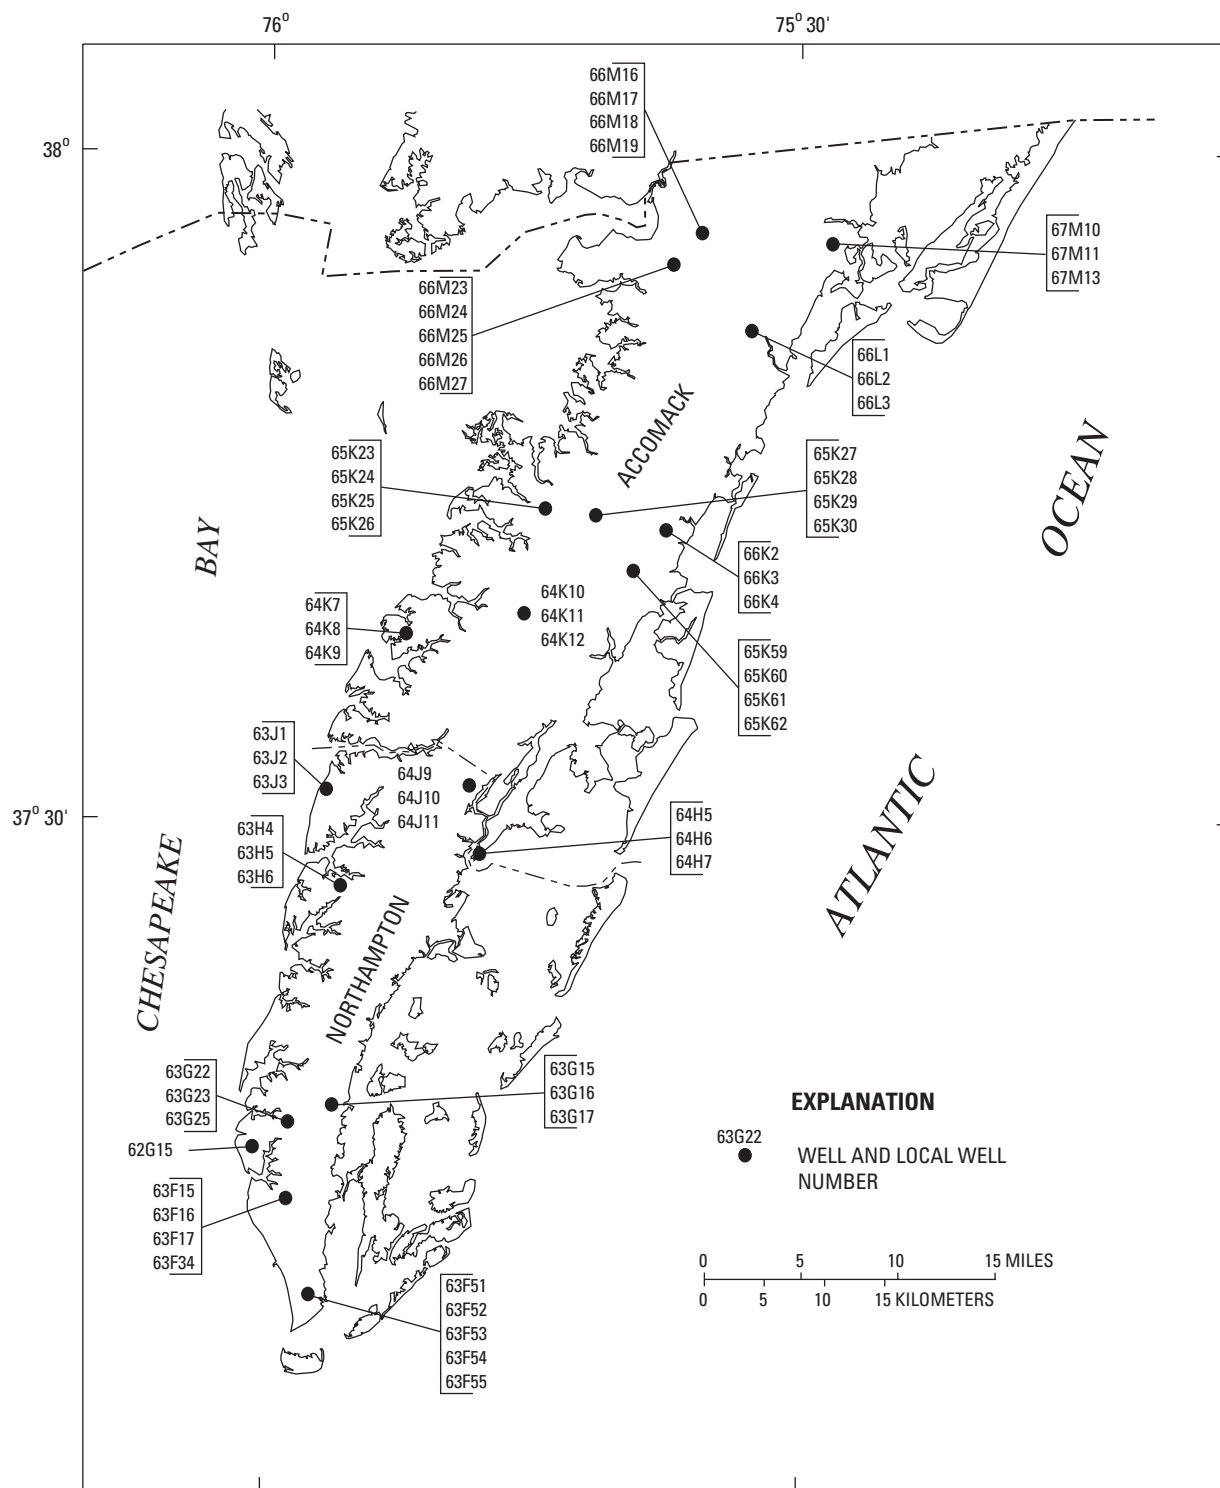 76° 75° 30'
38°
37° 30'
66M16
66M17
66M18
66M19
67M10
67M11
67M13
66M23
66M24
66M25
66M26
66M27
66L1
66L2
66L3
ACCOMACK
65K23
65K24
65K25
65K26
65K27
65K28
65K29
65K30
OCEAN
BAY
66K2
66K3
66K4
64K10
64K11
64K12
64K7
64K8
64K9
65K59
65K60
65K61
65K62
63J1
63J2
63J3
64J9
64J10
64J11
ATLANTIC
64H5
64H6
64H7
63H4
63H5
63H6
CHESAPEAKE
NORTHAMPTON
63G22
63G23
63G25
63G15
63G16
63G17
62G15
63F15
63F16
63F17
63F34
63F51
63F52
63F53
63F54
63F55
EXPLANATION
63G22
WELL AND LOCAL WELL
NUMBER
0 5 10 15 MILES
0 5 10 15 KILOMETERS